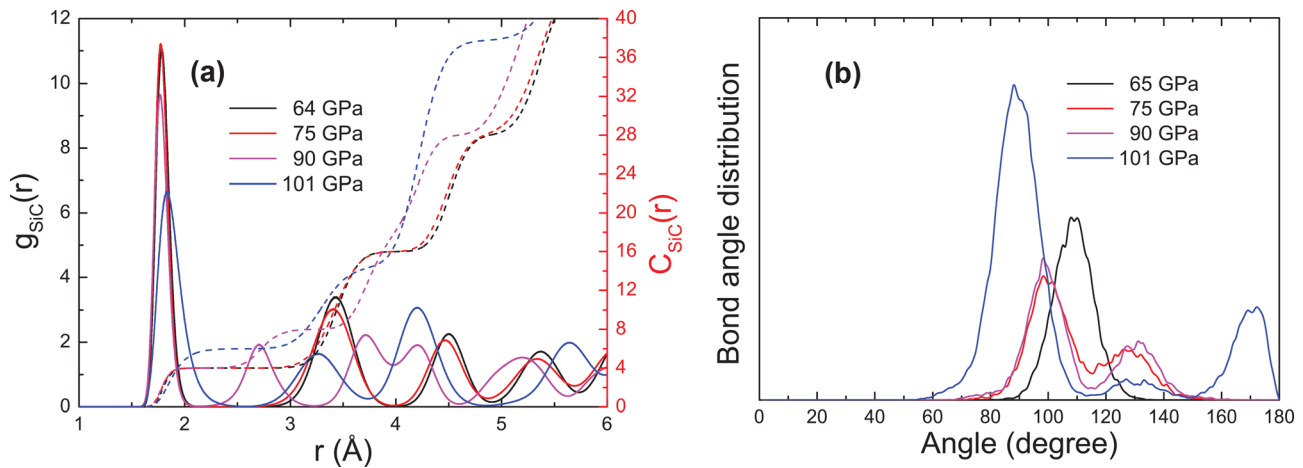 (a)
64 GPa
75 GPa
90 GPa
101 GPa
g_SiC(r)
12
10
8
6
4
2
0
C_SiC(r)
40
36
32
28
24
20
16
12
8
4
0
1 2 3 4 5 6
r (Å)
(b)
65 GPa
75 GPa
90 GPa
101 GPa
Bond angle distribution
0 20 40 60 80 100 120 140 160 180
Angle (degree)